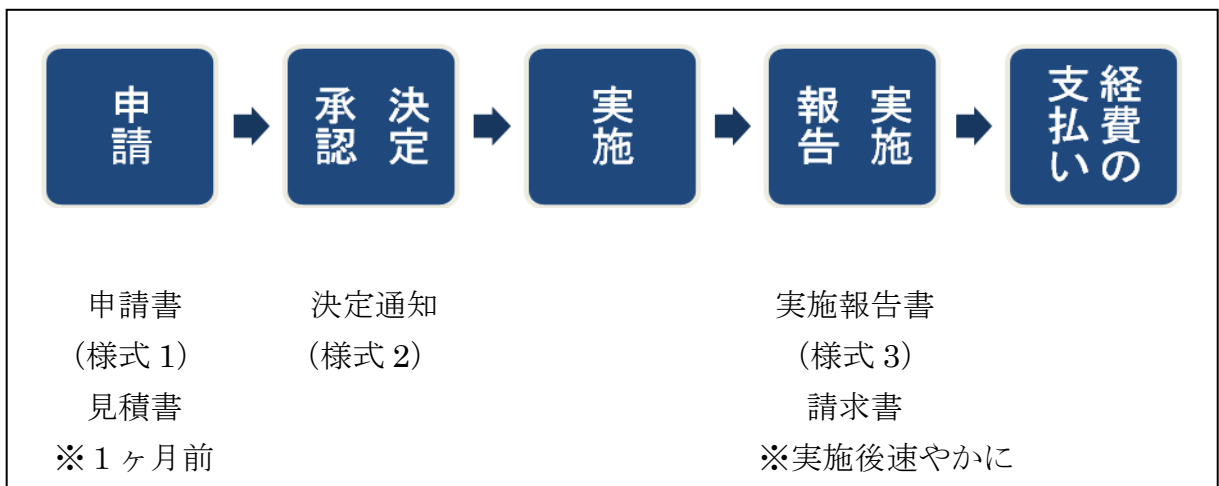 申請
決定
承認
実施
実施
報告
経費の
支払い
申請書
(様式 1)
見積書
※1ヶ月前
決定通知
(様式 2)
実施報告書
(様式 3)
請求書
※実施後速やかに